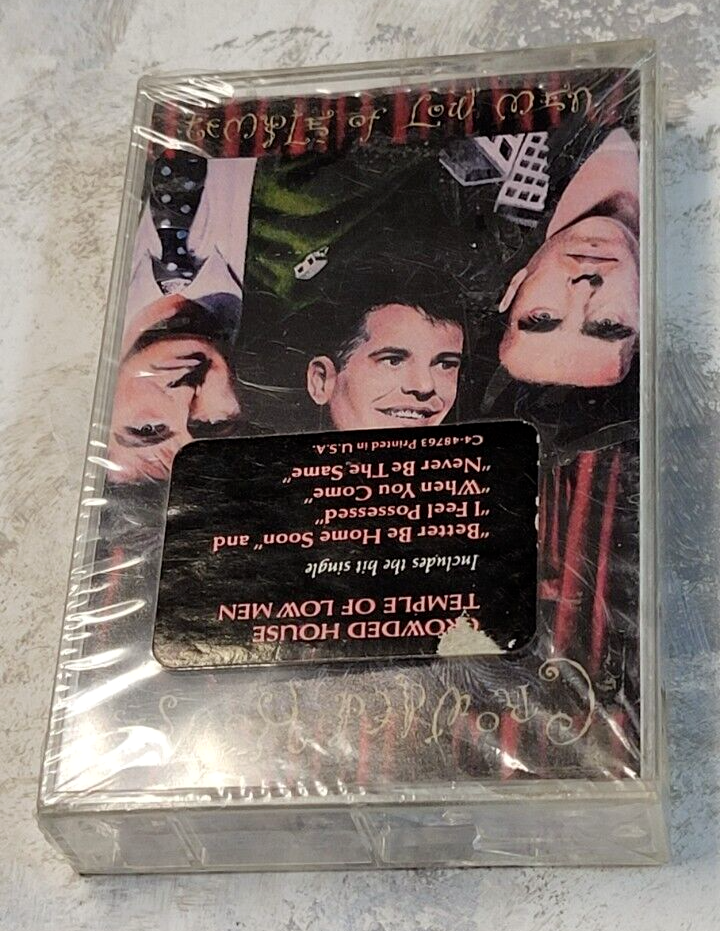 CROWDED HOUSE
CROWDED HOUSE
TEMPLE OF LOW MEN
Includes the hit single
"Better Be Home Soon" and
"I Feel Possessed"
"When You Come"
"Never Be The Same"
C4-48763 Printed in U.S.A.
TEMPLE of LOW MEN